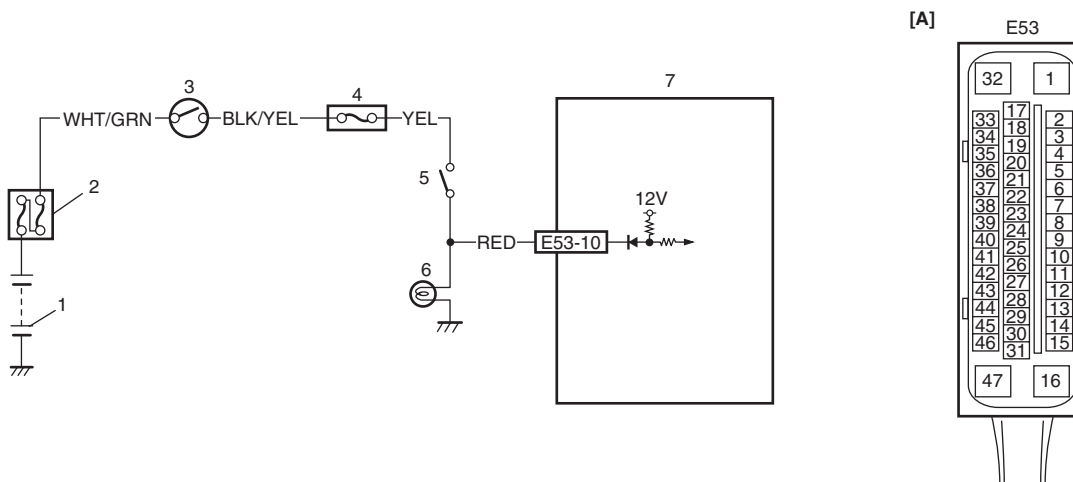 [A]
E53
3
4
7
WHT/GRN
BLK/YEL
YEL
5
2
12V
RED
E53-10
6
1
32 1
33 17 2
34 18 3
35 19 4
36 20 5
37 21 6
38 22 7
39 23 8
40 24 9
41 25 10
42 26 11
43 27 12
44 28 13
45 29 14
46 30 15
31
47 16